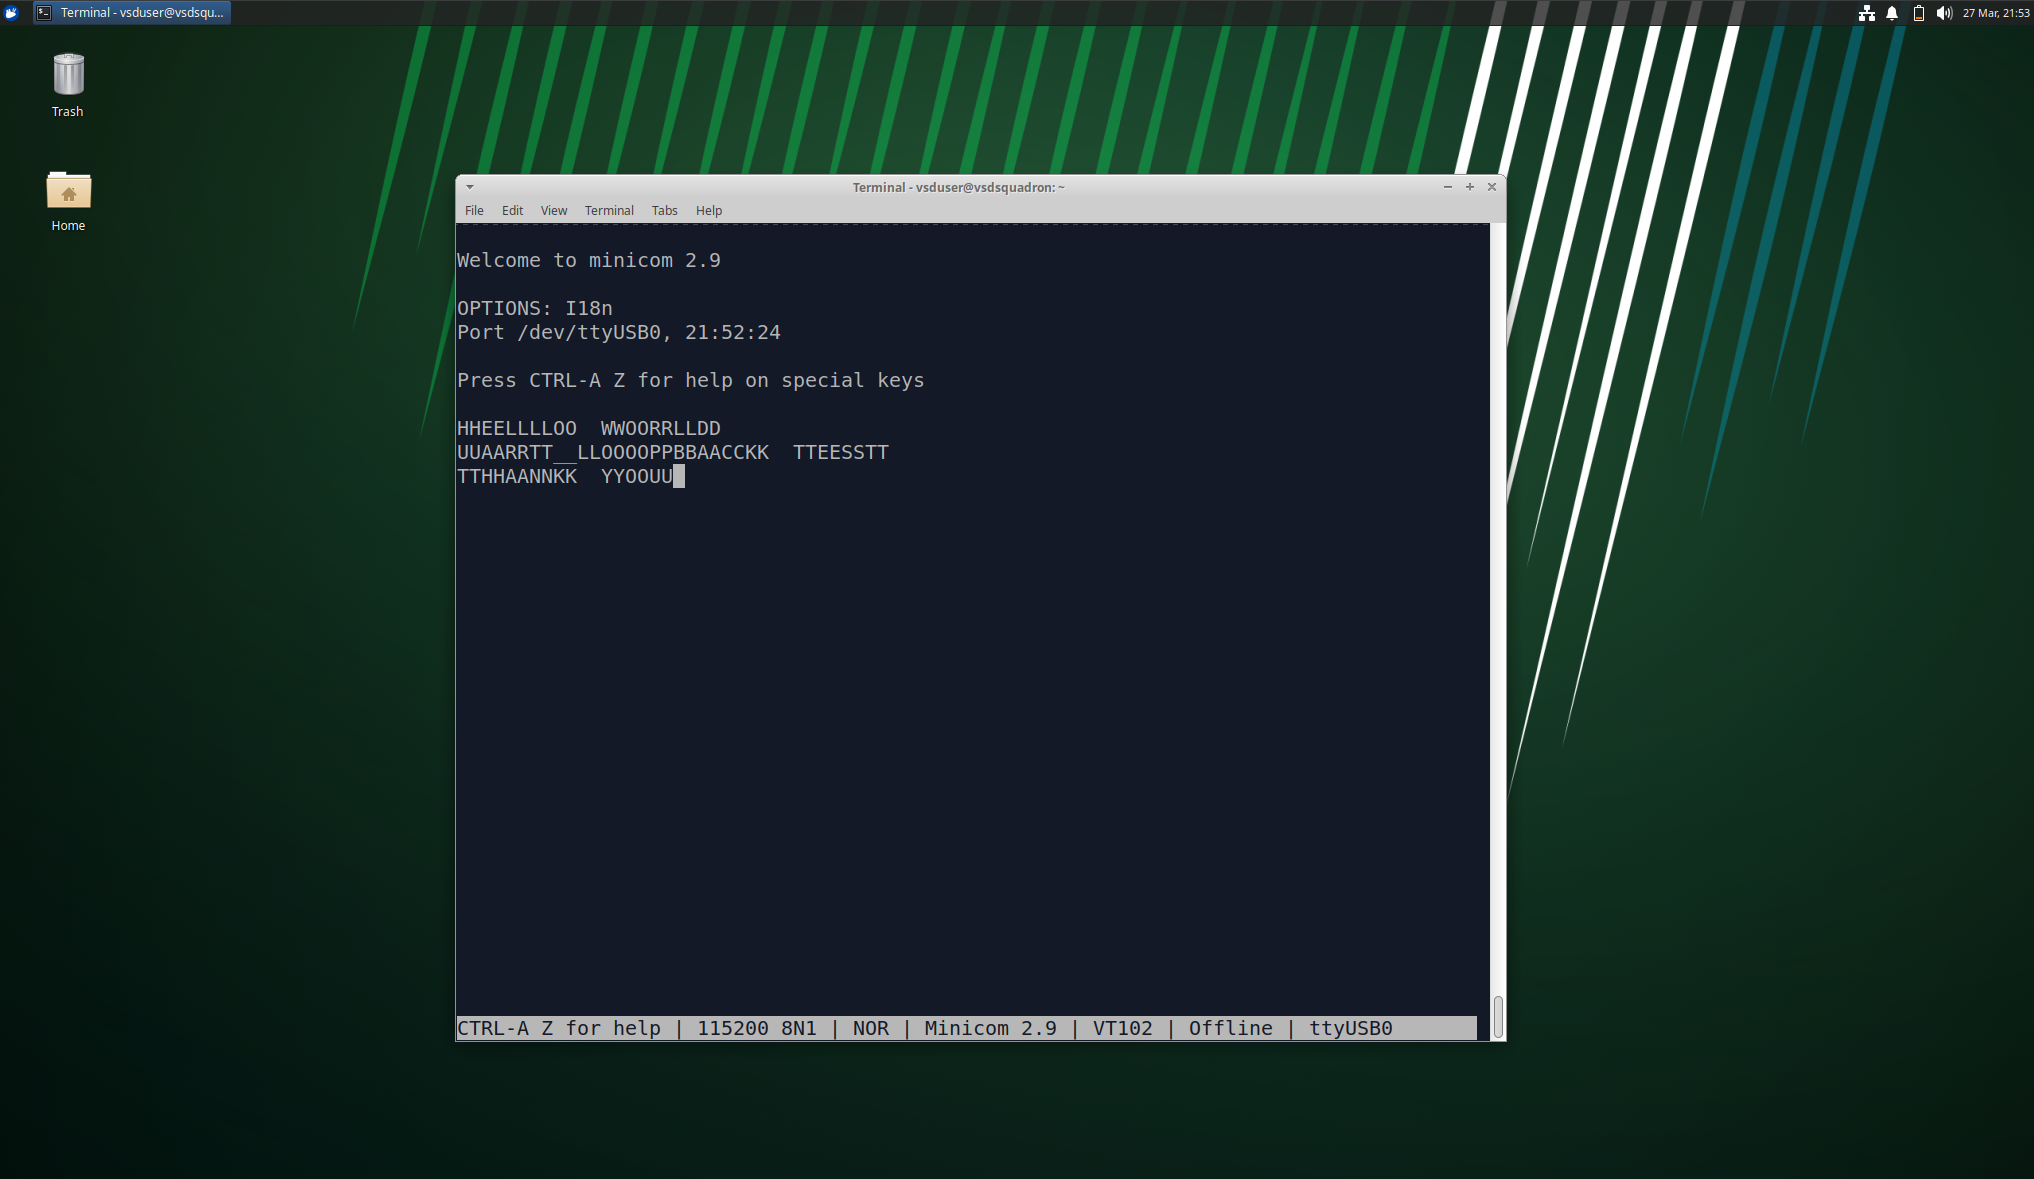 Terminal - vsduser@vsdsqu...
27 Mar, 21:53
Trash
Home
Terminal - vsduser@vsdsquadron: ~
File Edit View Terminal Tabs Help
Welcome to minicom 2.9
OPTIONS: I18n
Port /dev/ttyUSB0, 21:52:24
Press CTRL-A Z for help on special keys
HHEELLLLOO  WWOORRLLDD
UUAARRTT__LLOOOOPPBBAACCKK  TTEESSTT
TTHHAANNKK  YYOOUU
CTRL-A Z for help | 115200 8N1 | NOR | Minicom 2.9 | VT102 | Offline | ttyUSB0